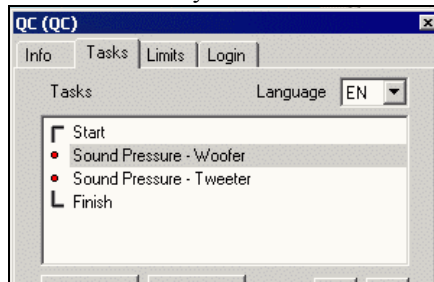 QC (QC)
Info Tasks Limits Login
Tasks Language EN
Start
Sound Pressure - Woofer
Sound Pressure - Tweeter
Finish